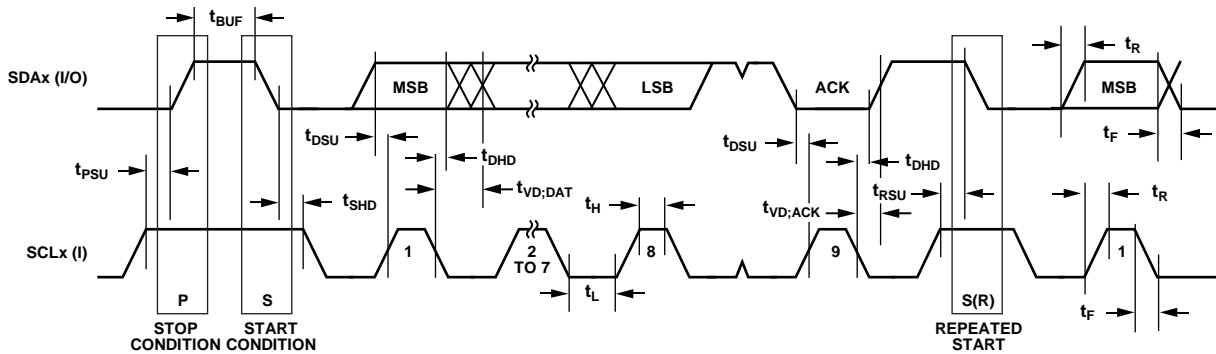 tBUF
SDAx (I/O)
MSB
LSB
ACK
tR
MSB
tF
tDSU
tDHD
tVD;DAT
tPSU
tSHD
tH
tDSU
tDHD
tVD;ACK
tRSU
tR
SCLx (I)
1
2
TO 7
8
9
1
tL
tF
P
S
S(R)
STOP
CONDITION
START
CONDITION
REPEATED
START